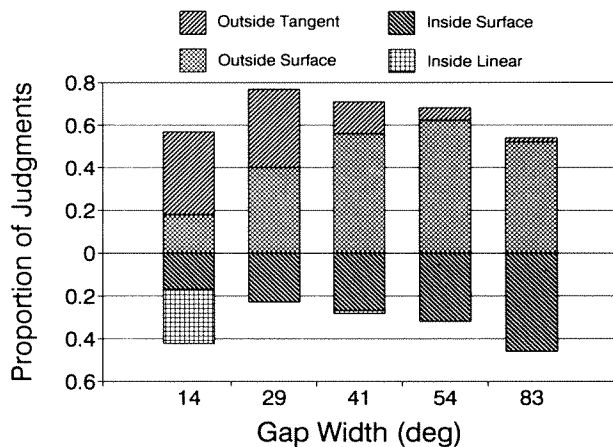 Outside Tangent
Inside Surface
Outside Surface
Inside Linear
Proportion of Judgments
0.8
0.6
0.4
0.2
0
0.2
0.4
0.6
14 29 41 54 83
Gap Width (deg)